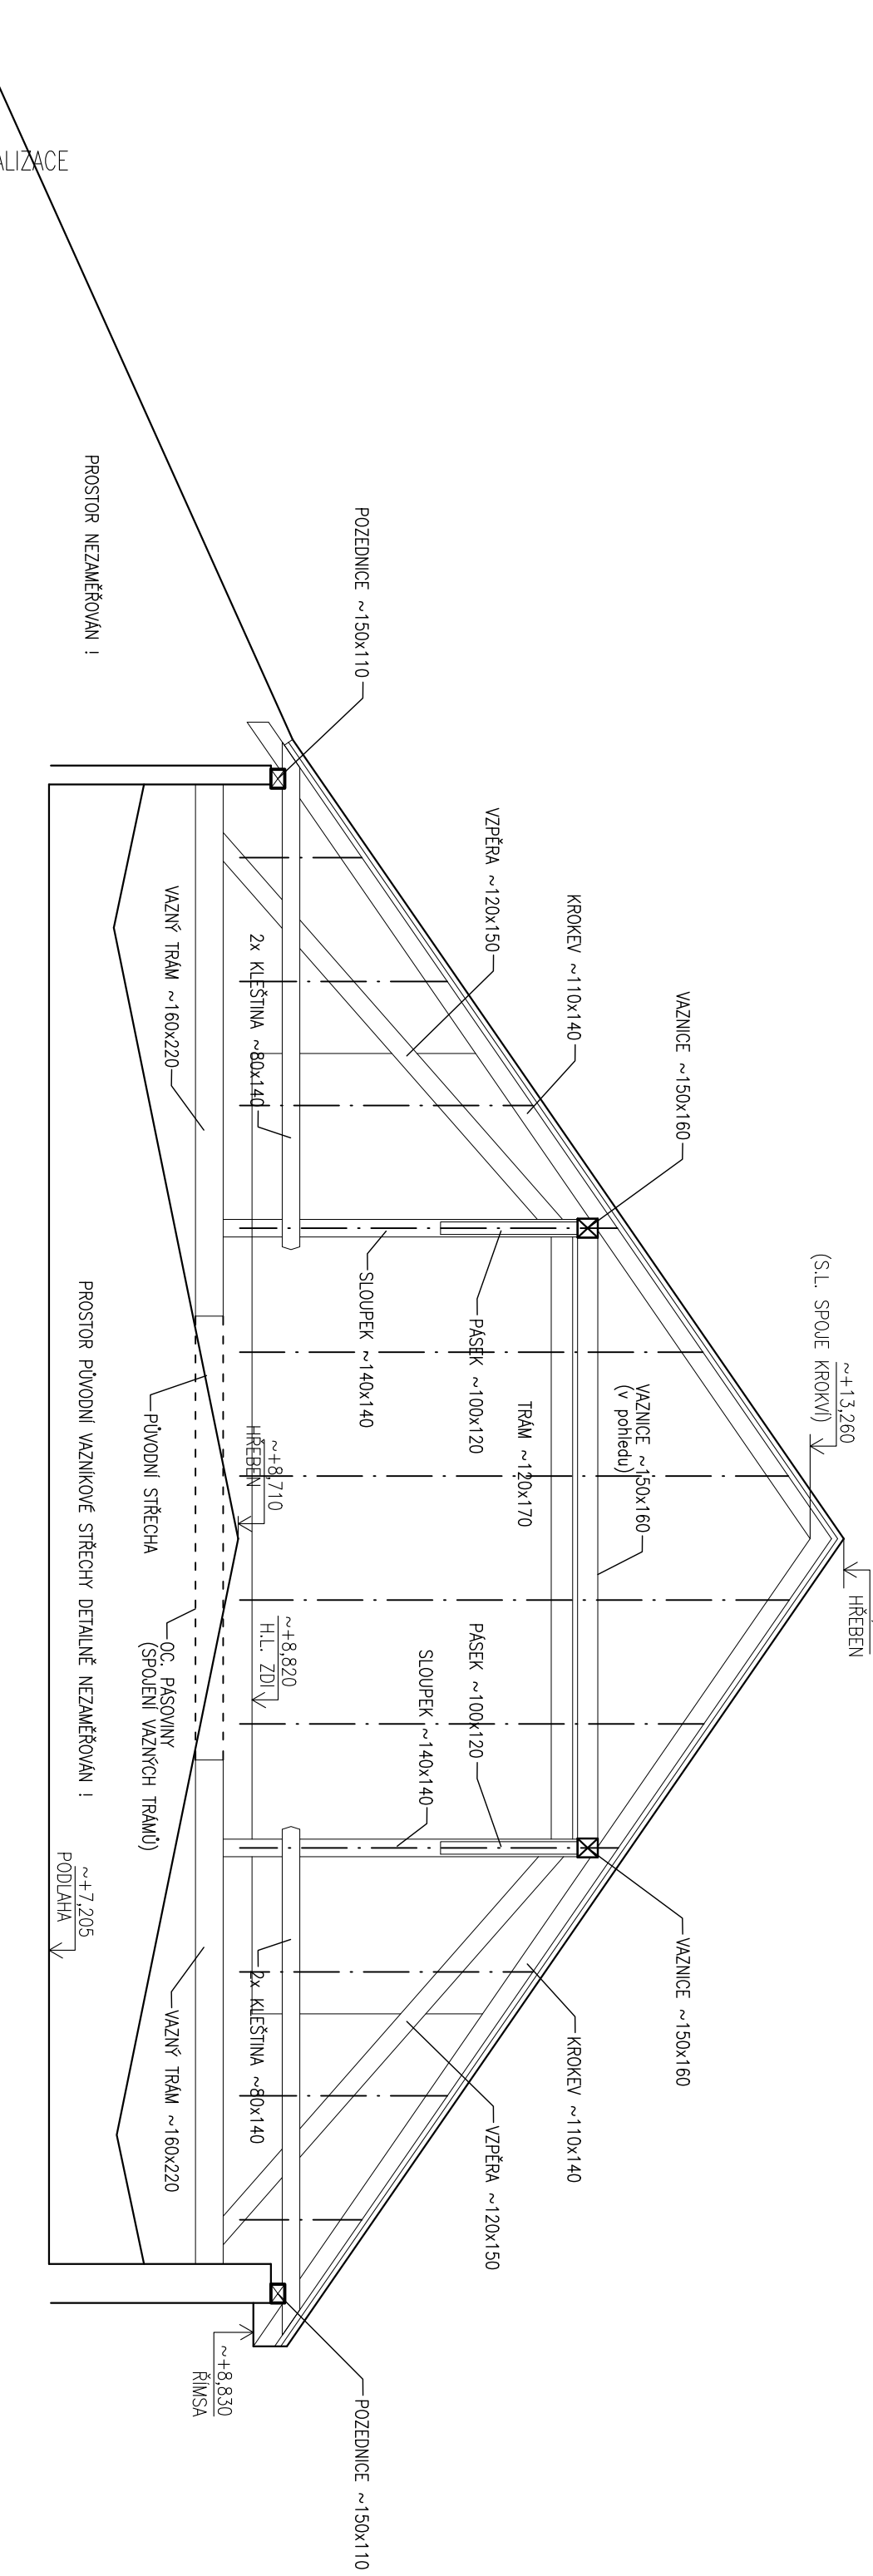 ALIZACE
PROSTOR NEZAMĚŘOVÁN !
POZEDNICE ~150x110
VZPĚRA ~120x150
KROKEV ~110x140
VAZNICE ~150x160
VAZNÝ TRÁM ~160x220
2x KLEŠTINA ~80x140
~+13,260
(S.L. SPOJE KROKVÍ)
HŘEBEN
SLOUPEK ~140x140
PÁSEK ~100x120
TRÁM ~120x170
VAZNICE ~150x160
(v pohledu)
~+8,710
HŘEBEN
PŮVODNÍ STŘECHA
PROSTOR PŮVODNÍ VAZNÍKOVÉ STŘECHY DETAILNĚ NEZAMĚŘOVÁN !
~+8,820
H.L. ZDI
PÁSEK ~100x120
SLOUPEK ~140x140
OC. PÁSOVINY
(SPOJENÍ VAZNÝCH TRÁMŮ)
~+7,205
PODLAHA
VAZNICE ~150x160
KROKEV ~110x140
VZPĚRA ~120x150
2x KLEŠTINA ~80x140
VAZNÝ TRÁM ~160x220
~+8,830
ŘÍMSA
POZEDNICE ~150x110